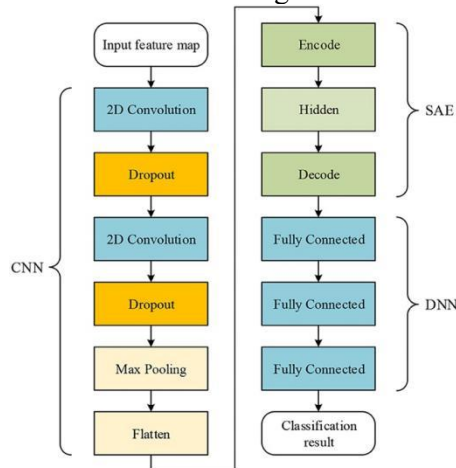 Input feature map
2D Convolution
Dropout
2D Convolution
Dropout
Max Pooling
Flatten
CNN
Encode
Hidden
Decode
SAE
Fully Connected
Fully Connected
Fully Connected
DNN
Classification
result